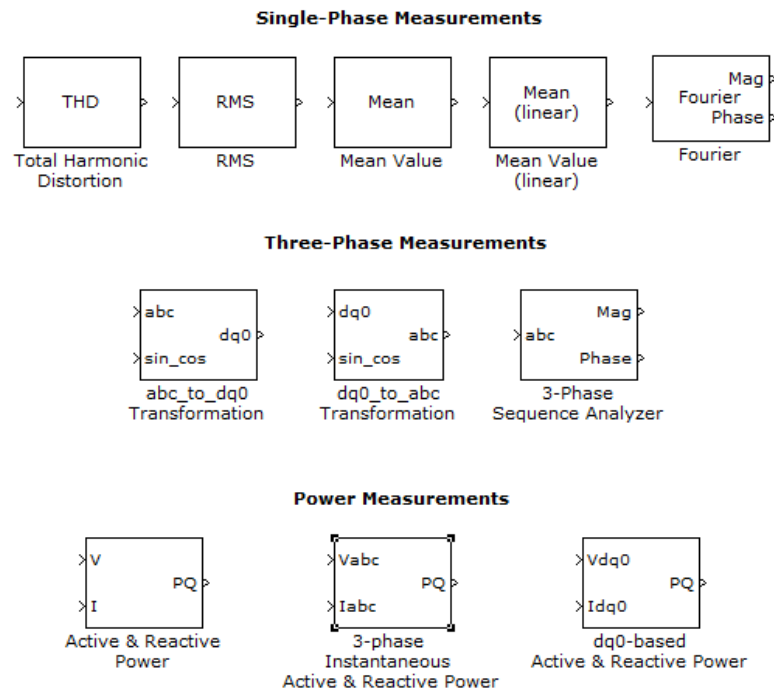 Single-Phase Measurements
THD
RMS
Mean
Mean
(linear)
Mag
Fourier
Phase
Total Harmonic
Distortion
RMS
Mean Value
Mean Value
(linear)
Fourier
Three-Phase Measurements
abc
dq0
sin_cos
dq0
abc
sin_cos
Mag
abc
Phase
abc_to_dq0
Transformation
dq0_to_abc
Transformation
3-Phase
Sequence Analyzer
Power Measurements
V
PQ
I
Vabc
PQ
Iabc
Vdq0
PQ
Idq0
Active & Reactive
Power
3-phase
Instantaneous
Active & Reactive Power
dq0-based
Active & Reactive Power